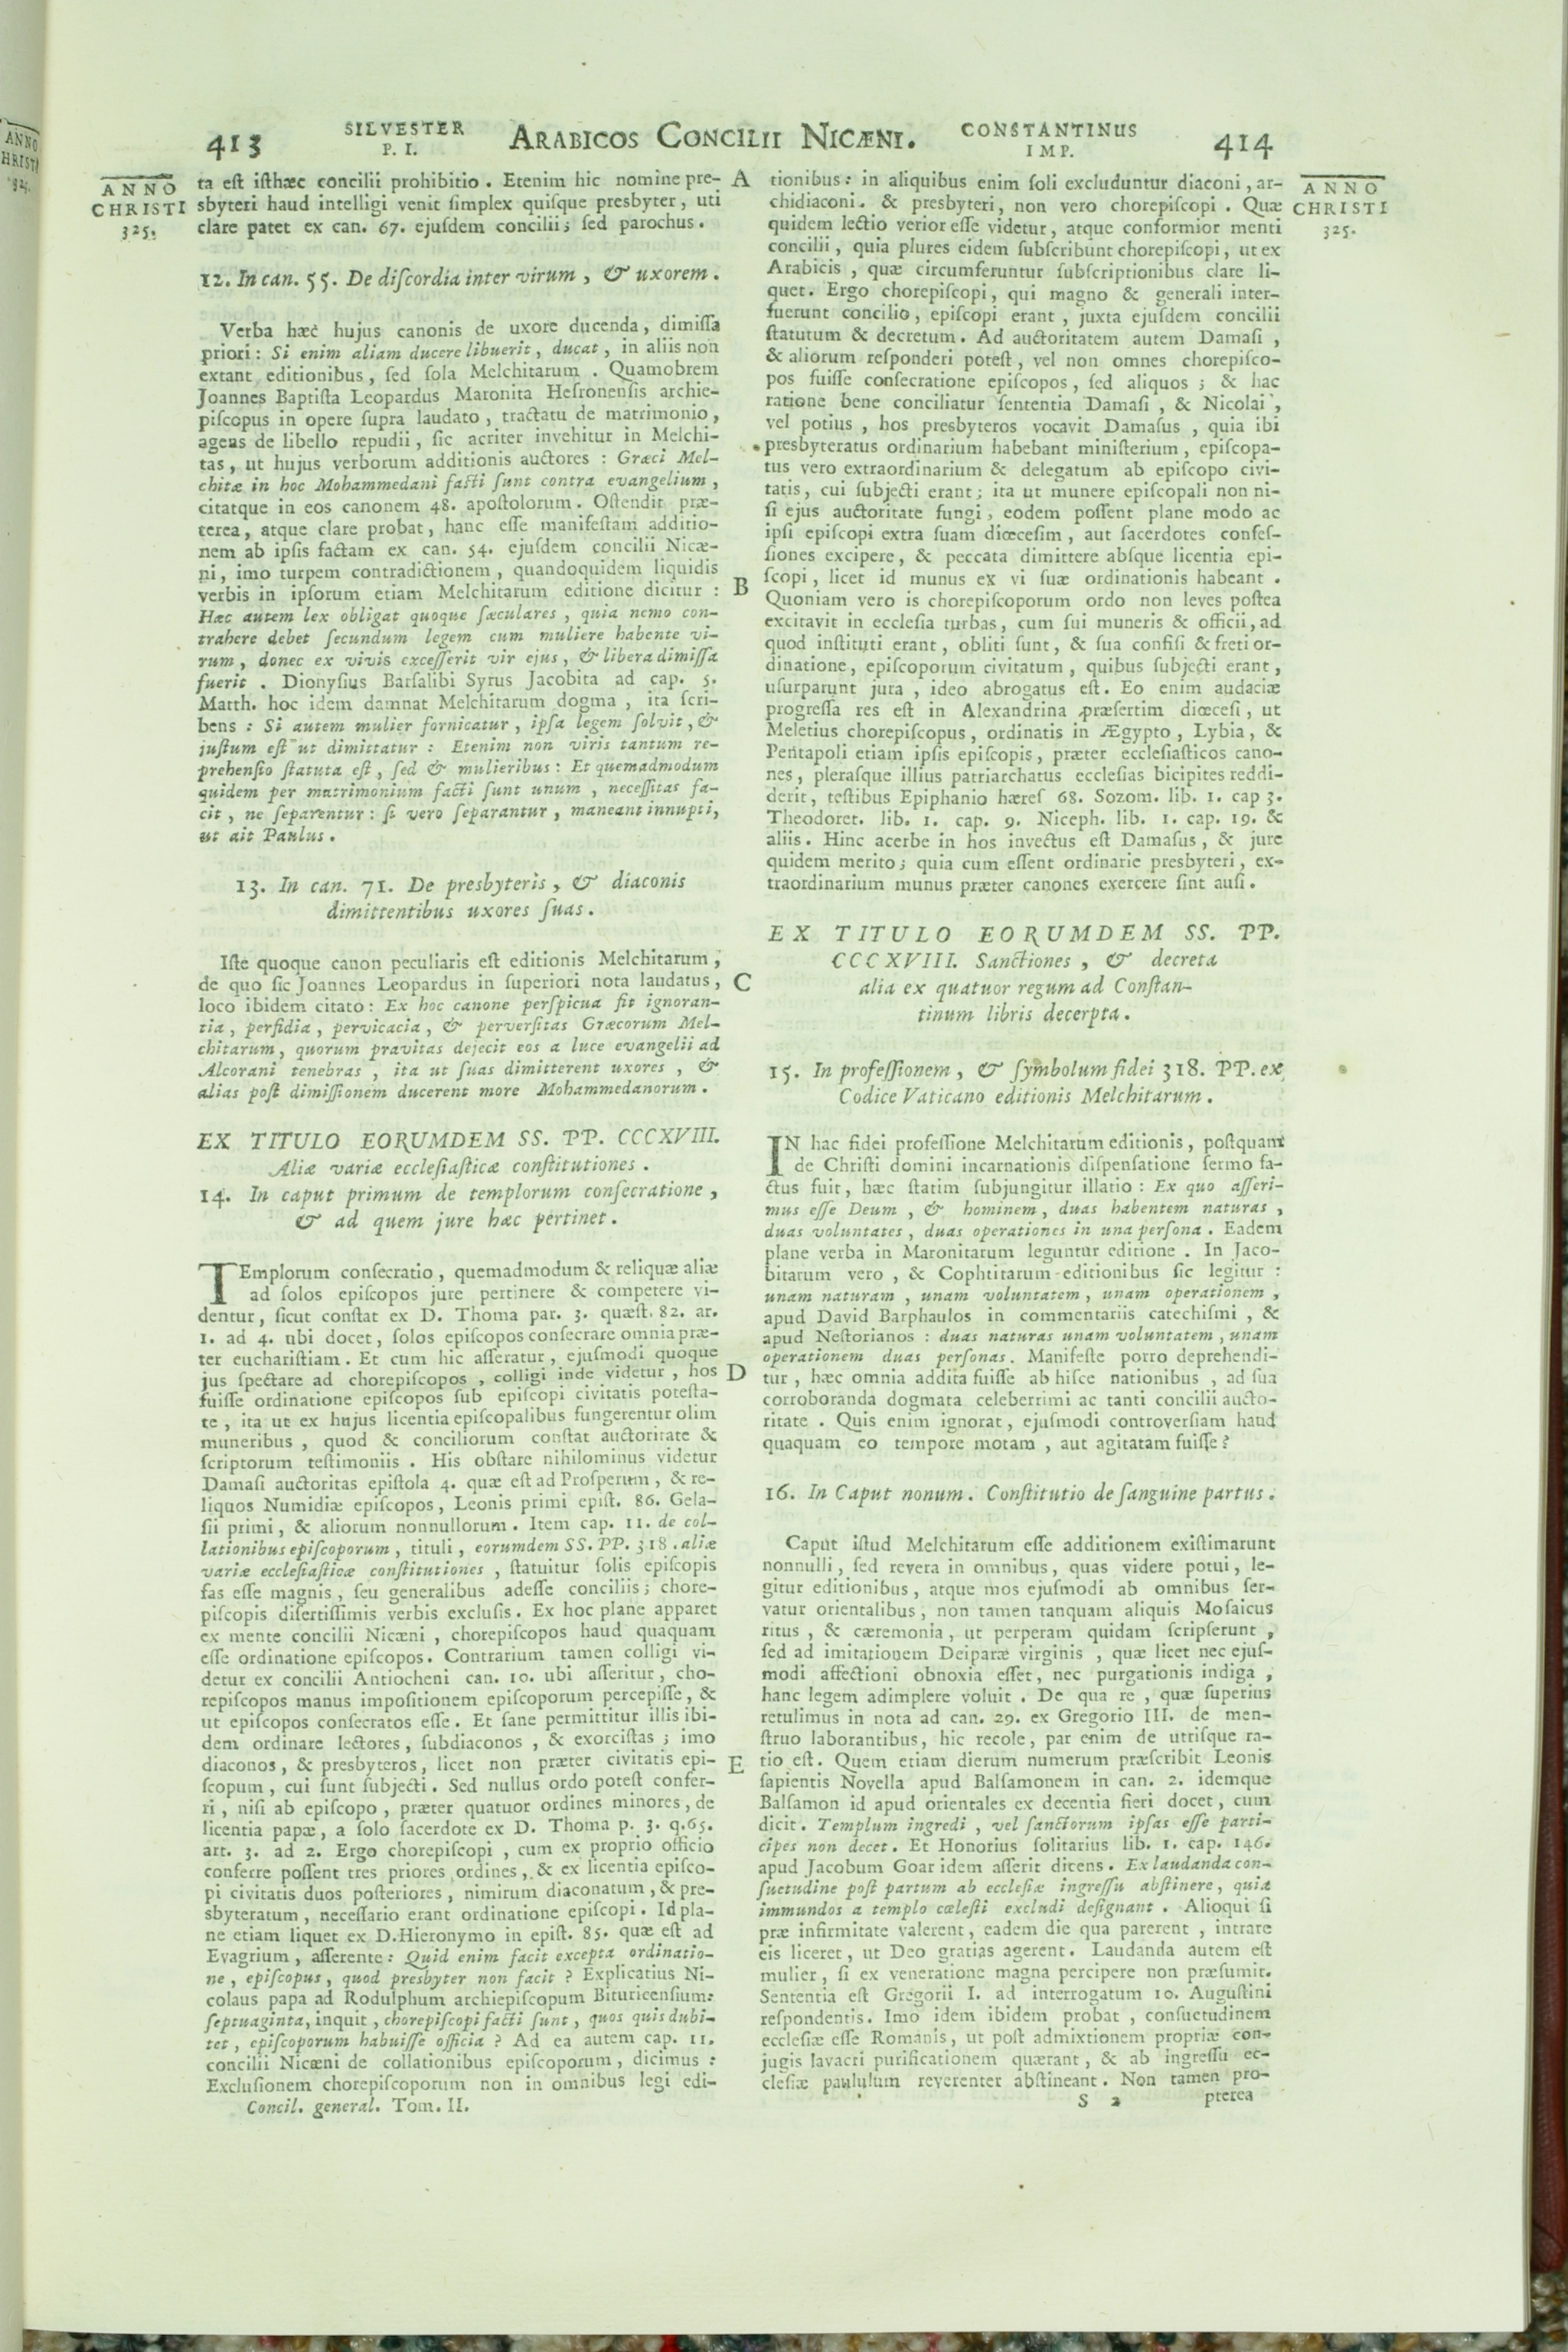 413
SILVESTER
P. I.
ARABICOS CONCILII NICÆNI.
CONSTANTINUS
IMP.
414
ANNO
CHRISTI
325.
ta eſt iſthæc concilii prohibitio. Etenim hic nomine pre-
sbyteri haud intelligi venit ſimplex quiſque presbyter, uti
clare patet ex can. 67. ejuſdem concilii; ſed parochus.
12. In can. 55. De diſcordia inter virum, & uxorem.
Verba hæc hujus canonis de uxore ducenda, dimiſſa
priori: Si enim aliam ducere libuerit, ducat, in aliis non
extant editionibus, ſed ſola Melchitarum. Quamobrem
Joannes Baptiſta Leopardus Maronita Heſronenſis archie-
piſcopus in opere ſupra laudato, tractatu de matrimonio,
agens de libello repudii, ſic acriter invehitur in Melchi-
tas, ut hujus verborum additionis auctores: Græci Mel-
chitæ in hoc Mohammedani facti ſunt contra evangelium,
citatque in eos canonem 48. apoſtolorum. Oſtendit præ-
terea, atque clare probat, hanc eſſe manifeſtam additio-
nem ab ipſis factam ex can. 54. ejuſdem concilii Nicæ-
ni, imo turpem contradictionem, quandoquidem liquidis
verbis in ipſorum etiam Melchitarum editione dicitur:
Hæc autem lex obligat quoque ſæculares, quia nemo con-
trahere debet ſecundum legem cum muliere habente vi-
rum, donec ex vivis exceſſerit vir ejus, & libera dimiſſa
fuerit. Dionyſius Barſalibi Syrus Jacobita ad cap. 5.
Matth. hoc idem damnat Melchitarum dogma, ita ſcri-
bens: Si autem mulier fornicatur, ipſa legem ſolvit, &
juſtum eſt ut dimittatur: Etenim non viris tantum re-
prehenſio ſtatuta eſt, ſed & mulieribus: Et quemadmodum
quidem per matrimonium facti ſunt unum, neceſſitas fa-
cit, ne ſeparentur: ſi vero ſeparantur, maneant innupti,
ut ait Paulus.
13. In can. 71. De presbyteris, & diaconis
dimittentibus uxores ſuas.
Iſte quoque canon peculiaris eſt editionis Melchitarum,
de quo ſic Joannes Leopardus in ſuperiori nota laudatus,
loco ibidem citato: Ex hoc canone perſpicua fit ignoran-
tia, perfidia, pervicacia, & perverſitas Græcorum Mel-
chitarum, quorum pravitas dejecit eos a luce evangelii ad
Alcorani tenebras, ita ut ſuas dimitterent uxores, &
alias poſt dimiſſionem ducerent more Mohammedanorum.
EX TITULO EORUMDEM SS. PP. CCCXVIII.
Aliæ variæ eccleſiaſticæ conſtitutiones.
14. In caput primum de templorum conſecratione,
& ad quem jure hæc pertinet.
TEmplorum conſecratio, quemadmodum & reliquæ aliæ
ad ſolos epiſcopos jure pertinere & competere vi-
dentur, ſicut conſtat ex D. Thoma par. 3. quæſt. 82. ar.
1. ad 4. ubi docet, ſolos epiſcopos conſecrare omnia præ-
ter euchariſtiam. Et cum hic aſſeratur, ejuſmodi quoque
jus ſpectare ad chorepiſcopos, colligi inde videtur, hos
fuiſſe ordinatione epiſcopos ſub epiſcopi civitatis poteſta-
te, ita ut ex hujus licentia epiſcopalibus fungerentur olim
muneribus, quod & conciliorum conſtat auctoritate &
ſcriptorum teſtimoniis. His obſtare nihilominus videtur
Damaſi auctoritas epiſtola 4. quæ eſt ad Proſperum, & re-
liquos Numidiæ epiſcopos, Leonis primi epiſt. 86. Gela-
ſii primi, & aliorum nonnullorum. Item cap. 11. de col-
lationibus epiſcoporum, tituli, eorumdem SS. PP. 318. aliæ
variæ eccleſiaſticæ conſtitutiones, ſtatuitur ſolis epiſcopis
fas eſſe magnis, ſeu generalibus adeſſe conciliis; chore-
piſcopis diſertiſſimis verbis excluſis. Ex hoc plane apparet
ex mente concilii Nicæni, chorepiſcopos haud quaquam
eſſe ordinatione epiſcopos. Contrarium tamen colligi vi-
detur ex concilii Antiocheni can. 10. ubi aſſeritur, cho-
repiſcopos manus impoſitionem epiſcoporum percepiſſe, &
ut epiſcopos conſecratos eſſe. Et ſane permittitur illis ibi-
dem ordinare lectores, ſubdiaconos, & exorciſtas; imo
diaconos, & presbyteros, licet non præter civitatis epi-
ſcopum, cui ſunt ſubjecti. Sed nullus ordo poteſt confer-
ri, niſi ab epiſcopo, præter quatuor ordines minores, de
licentia papæ, a ſolo ſacerdote ex D. Thoma p. 3. q.65.
art. 3. ad 2. Ergo chorepiſcopi, cum ex proprio officio
conferre poſſent tres priores ordines, & ex licentia epiſco-
pi civitatis duos poſteriores, nimirum diaconatum, & pre-
sbyteratum, neceſſario erant ordinatione epiſcopi. Id pla-
ne etiam liquet ex D. Hieronymo in epiſt. 85. quæ eſt ad
Evagrium, aſſerente: Quid enim facit excepta ordinatio-
ne, epiſcopus, quod presbyter non facit? Explicatius Ni-
colaus papa ad Rodulphum archiepiſcopum Bituricenſium:
ſeptuaginta, inquit, chorepiſcopi facti ſunt, quos quis dubi-
tet, epiſcoporum habuiſſe officia? Ad ea autem cap. 11.
concilii Nicæni de collationibus epiſcoporum, dicimus:
Excluſionem chorepiſcoporum non in omnibus legi edi-
Concil. general. Tom. II.
A
B
C
D
E
tionibus: in aliquibus enim ſoli excluduntur diaconi, ar-
chidiaconi. & presbyteri, non vero chorepiſcopi. Quæ
quidem lectio verior eſſe videtur, atque conformior menti
concilii, quia plures eidem ſubſcribunt chorepiſcopi, ut ex
Arabicis, quæ circumferuntur ſubſcriptionibus clare li-
quet. Ergo chorepiſcopi, qui magno & generali inter-
fuerunt concilio, epiſcopi erant, juxta ejuſdem concilii
ſtatutum & decretum. Ad auctoritatem autem Damaſi,
& aliorum reſponderi poteſt, vel non omnes chorepiſco-
pos fuiſſe conſecratione epiſcopos, ſed aliquos; & hac
ratione bene conciliatur ſententia Damaſi, & Nicolai,
vel potius, hos presbyteros vocavit Damaſus, quia ibi
presbyteratus ordinarium habebant miniſterium, epiſcopa-
tus vero extraordinarium & delegatum ab epiſcopo civi-
tatis, cui ſubjecti erant; ita ut munere epiſcopali non ni-
ſi ejus auctoritate fungi, eodem poſſent plane modo ac
ipſi epiſcopi extra ſuam diœceſim, aut ſacerdotes confeſ-
ſiones excipere, & peccata dimittere abſque licentia epi-
ſcopi, licet id munus ex vi ſuæ ordinationis habeant.
Quoniam vero is chorepiſcoporum ordo non leves poſtea
excitavit in eccleſia turbas, cum ſui muneris & officii, ad
quod inſtituti erant, obliti ſunt, & ſua confiſi & freti or-
dinatione, epiſcoporum civitatum, quibus ſubjecti erant,
uſurparunt jura, ideo abrogatus eſt. Eo enim audaciæ
progreſſa res eſt in Alexandrina præſertim diœceſi, ut
Meletius chorepiſcopus, ordinatis in Ægypto, Lybia, &
Pentapoli etiam ipſis epiſcopis, præter eccleſiaſticos cano-
nes, pleraſque illius patriarchatus eccleſias bicipites reddi-
derit, teſtibus Epiphanio hæreſ 68. Sozom. lib. 1. cap 3.
Theodoret. lib. 1. cap. 9. Niceph. lib. 1. cap. 19. &
aliis. Hinc acerbe in hos invectus eſt Damaſus, & jure
quidem merito; quia cum eſſent ordinarie presbyteri, ex-
traordinarium munus præter canones exercere ſint auſi.
EX TITULO EORUMDEM SS. PP.
CCCXVIII. Sanctiones, & decreta
alia ex quatuor regum ad Conſtan-
tinum libris decerpta.
15. In profeſſionem, & ſymbolum fidei 318. PP. ex
Codice Vaticano editionis Melchitarum.
IN hac fidei profeſſione Melchitarum editionis, poſtquam
de Chriſti domini incarnationis diſpenſatione ſermo fa-
ctus fuit, hæc ſtatim ſubjungitur illatio: Ex quo aſſeri-
mus eſſe Deum, & hominem, duas habentem naturas,
duas voluntates, duas operationes in una perſona. Eadem
plane verba in Maronitarum leguntur editione. In Jaco-
bitarum vero, & Cophtitarum editionibus ſic legitur:
unam naturam, unam voluntatem, unam operationem,
apud David Barphaulos in commentariis catechiſmi, &
apud Neſtorianos: duas naturas unam voluntatem, unam
operationem duas perſonas. Manifeſte porro deprehendi-
tur, hæc omnia addita fuiſſe ab hiſce nationibus, ad ſua
corroboranda dogmata celeberrimi ac tanti concilii aucto-
ritate. Quis enim ignorat, ejuſmodi controverſiam haud
quaquam eo tempore motam, aut agitatam fuiſſe?
16. In Caput nonum. Conſtitutio de ſanguine partus.
Caput iſtud Melchitarum eſſe additionem exiſtimarunt
nonnulli, ſed revera in omnibus, quas videre potui, le-
gitur editionibus, atque mos ejuſmodi ab omnibus ſer-
vatur orientalibus, non tamen tanquam aliquis Moſaicus
ritus, & cæremonia, ut perperam quidam ſcripſerunt,
ſed ad imitationem Deiparæ virginis, quæ licet nec ejuſ-
modi affectioni obnoxia eſſet, nec purgationis indiga,
hanc legem adimplere voluit. De qua re, quæ ſuperius
retulimus in nota ad can. 29. ex Gregorio III. de men-
ſtruo laborantibus, hic recole, par enim de utriſque ra-
tio eſt. Quem etiam dierum numerum præſcribit Leonis
ſapientis Novella apud Balſamonem in can. 2. idemque
Balſamon id apud orientales ex decentia fieri docet, cum
dicit. Templum ingredi, vel ſanctorum ipſas eſſe parti-
cipes non decet. Et Honorius ſolitarius lib. 1. cap. 146.
apud Jacobum Goar idem aſſerit dicens. Ex laudanda con-
ſuetudine poſt partum ab eccleſiæ ingreſſu abſtinere, quia
immundos a templo cœleſti excludi deſignant. Alioqui ſi
præ infirmitate valerent, eadem die qua parerent, intrare
eis liceret, ut Deo gratias agerent. Laudanda autem eſt
mulier, ſi ex veneratione magna percipere non præſumit.
Sententia eſt Gregorii I. ad interrogatum 10. Auguſtini
reſpondentis. Imo idem ibidem probat, conſuetudinem
eccleſiæ eſſe Romanis, ut poſt admixtionem propriæ con-
jugis lavacri purificationem quærant, & ab ingreſſu ec-
cleſiæ paululum reverenter abſtineant. Non tamen pro-
S 2
pterea
ANNO
CHRISTI
325.
ANNO